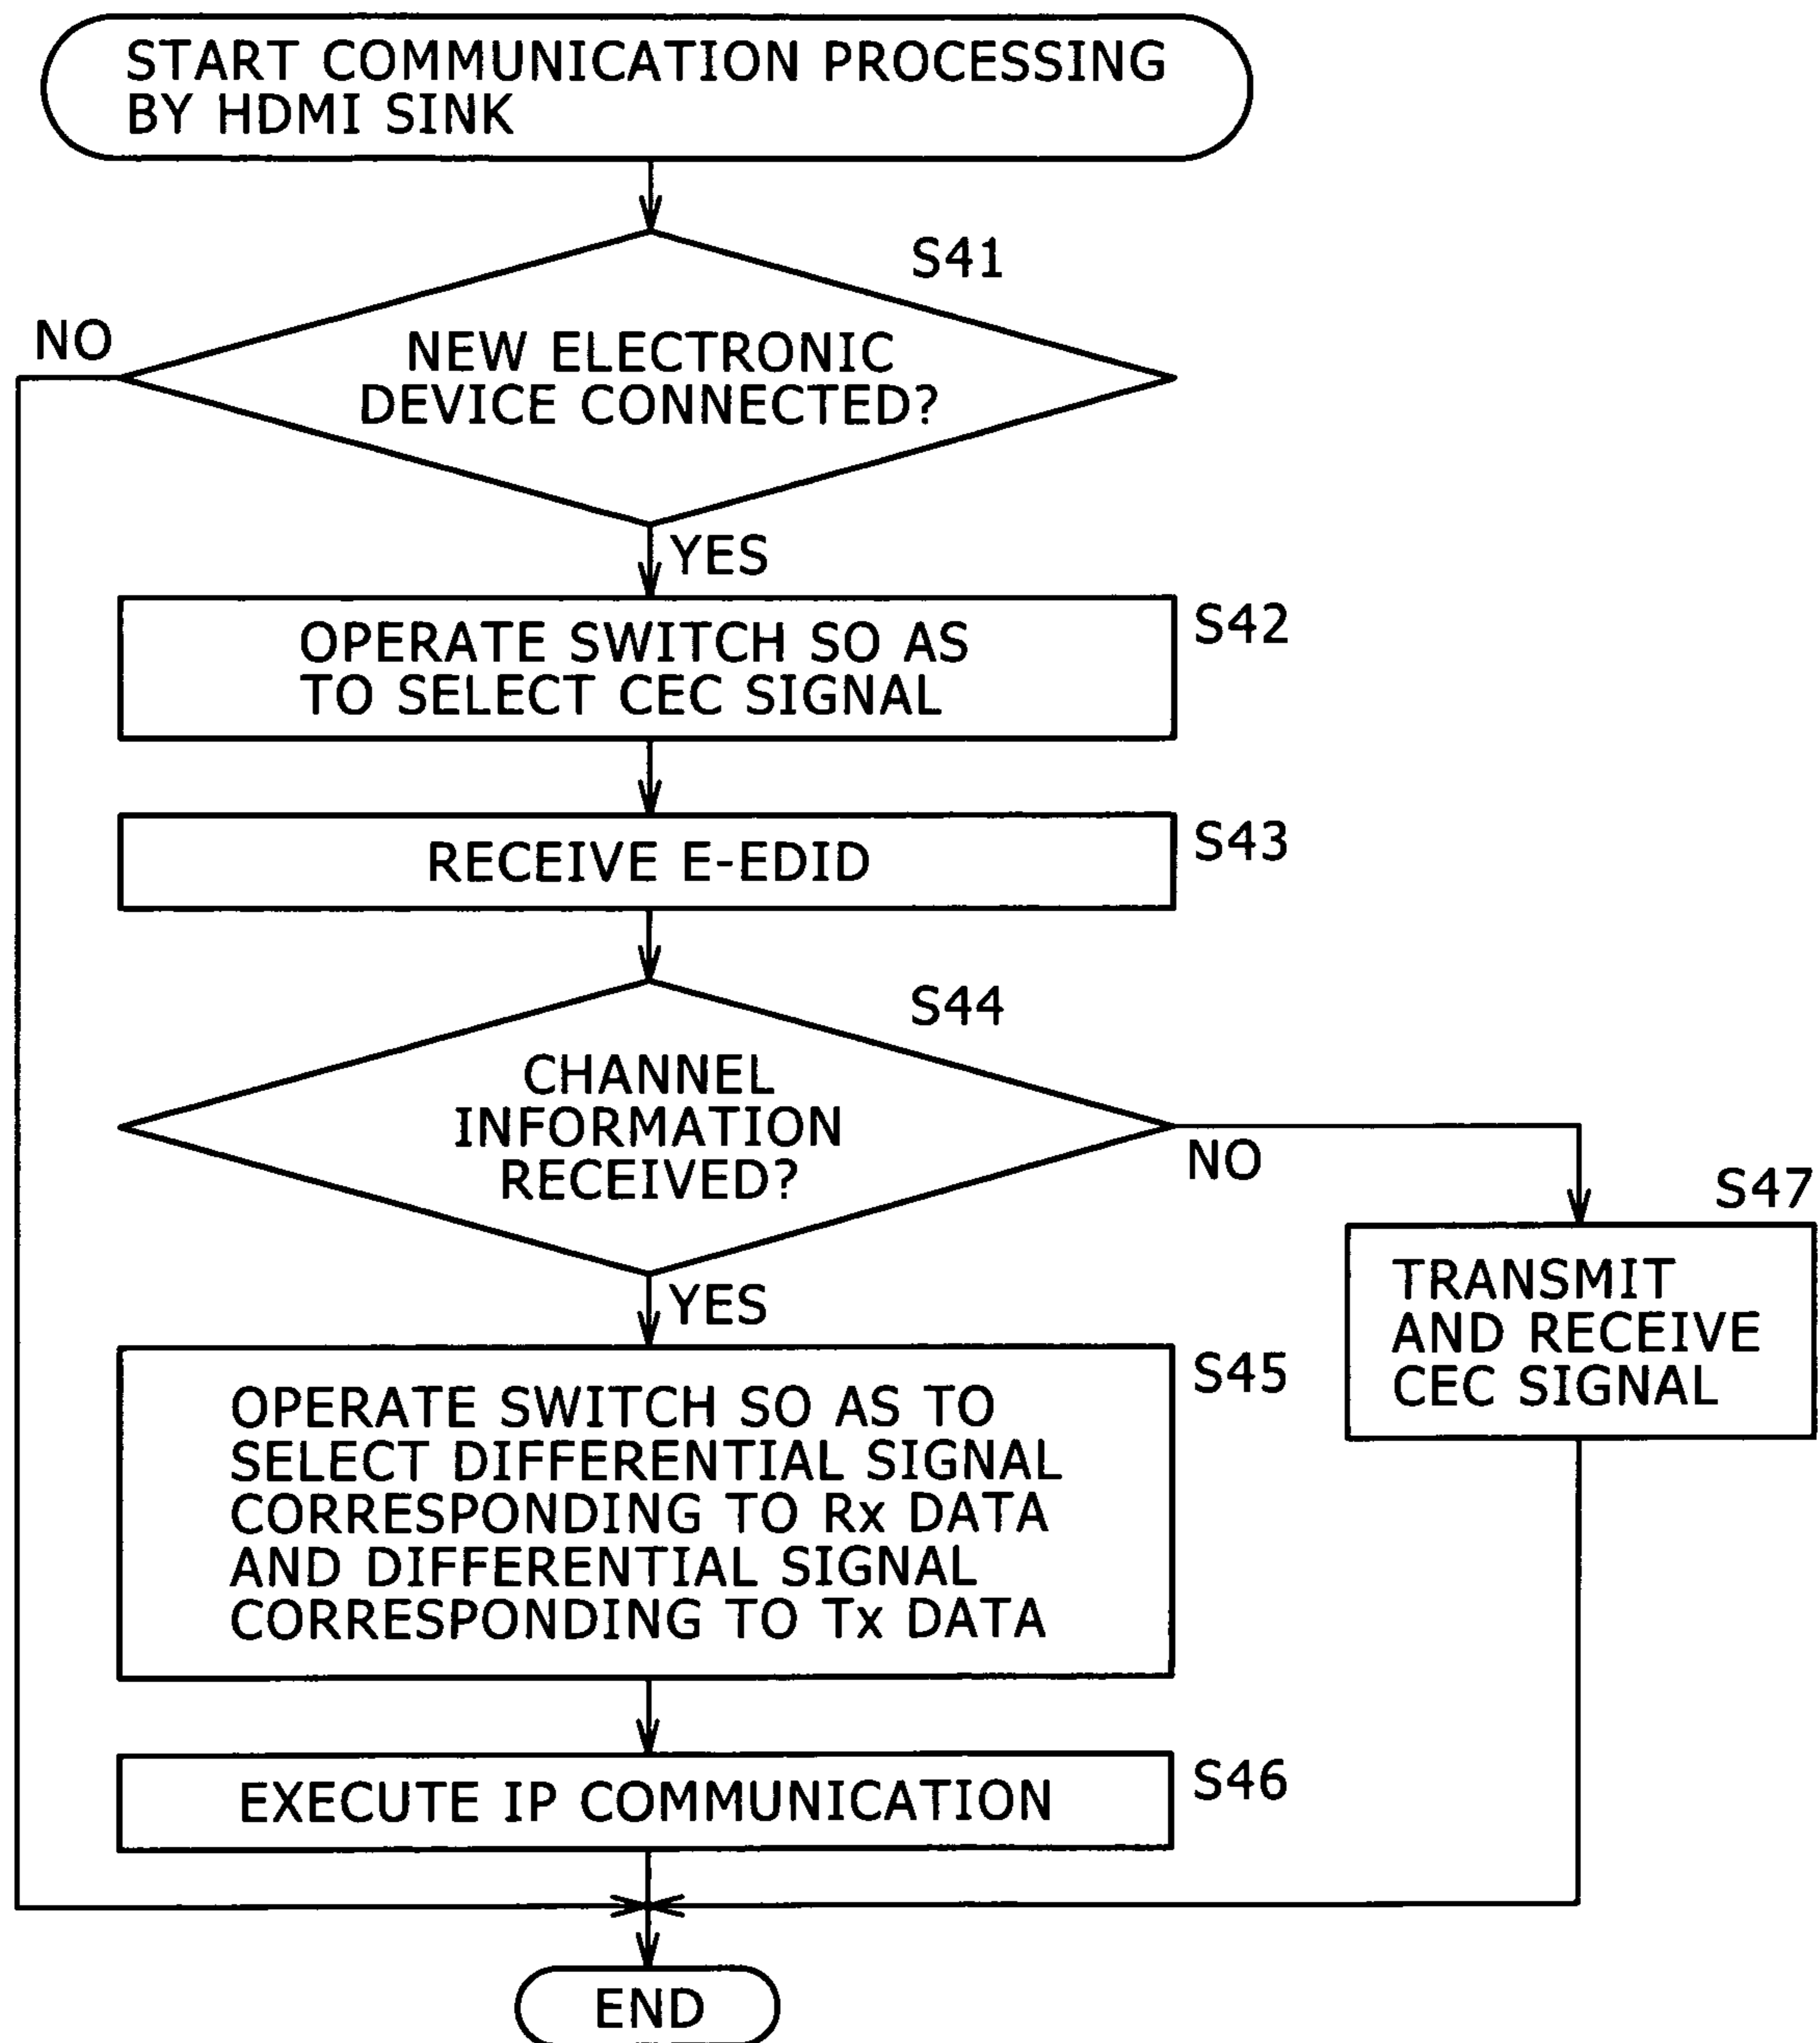 START COMMUNICATION PROCESSING
BY HDMI SINK
S41
NO
NEW ELECTRONIC
DEVICE CONNECTED?
YES
S42
OPERATE SWITCH SO AS
TO SELECT CEC SIGNAL
S43
RECEIVE E-EDID
S44
CHANNEL
INFORMATION
RECEIVED?
NO
S47
TRANSMIT
AND RECEIVE
CEC SIGNAL
YES
S45
OPERATE SWITCH SO AS TO
SELECT DIFFERENTIAL SIGNAL
CORRESPONDING TO Rx DATA
AND DIFFERENTIAL SIGNAL
CORRESPONDING TO Tx DATA
S46
EXECUTE IP COMMUNICATION
END